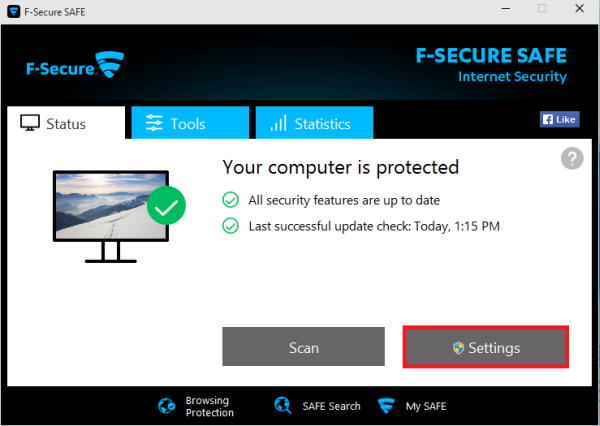 F-Secure SAFE
F-Secure.
F-SECURE SAFE
Internet Security
Status
Tools
Statistics
Like
Your computer is protected
?
All security features are up to date
Last successful update check: Today, 1:15 PM
Scan
Settings
Browsing
Protection
SAFE Search
My SAFE